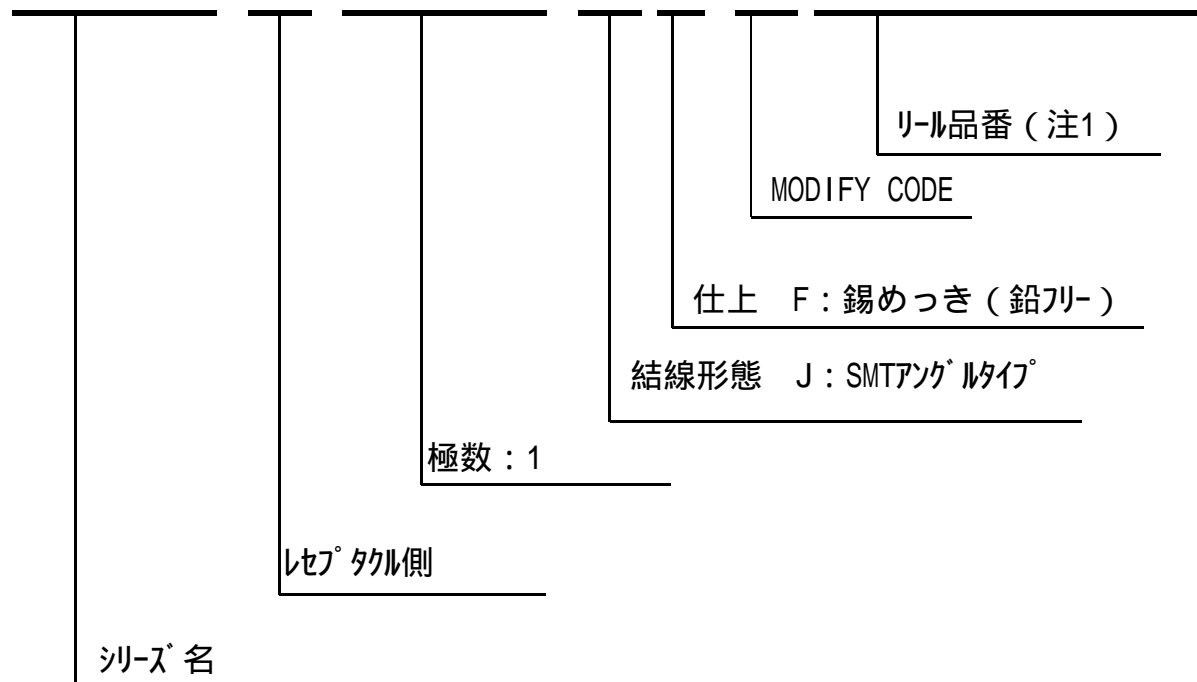 ﾘｰﾙ品番（注1）
MODIFY CODE
仕上　F：錫めっき（鉛ﾌﾘｰ）
結線形態　J：SMTｱﾝｸﾞﾙﾀｲﾌﾟ
極数：1
ﾚｾﾌﾟﾀｸﾙ側
ｼﾘｰｽﾞ名